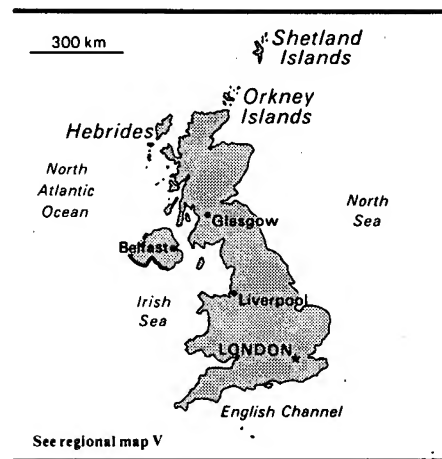 300 km
Shetland
Islands
Orkney
Islands
Hebrides
North
Atlantic
Ocean
North
Sea
Glasgow
Belfast
Irish
Sea
Liverpool
LONDON
English Channel
See regional map V